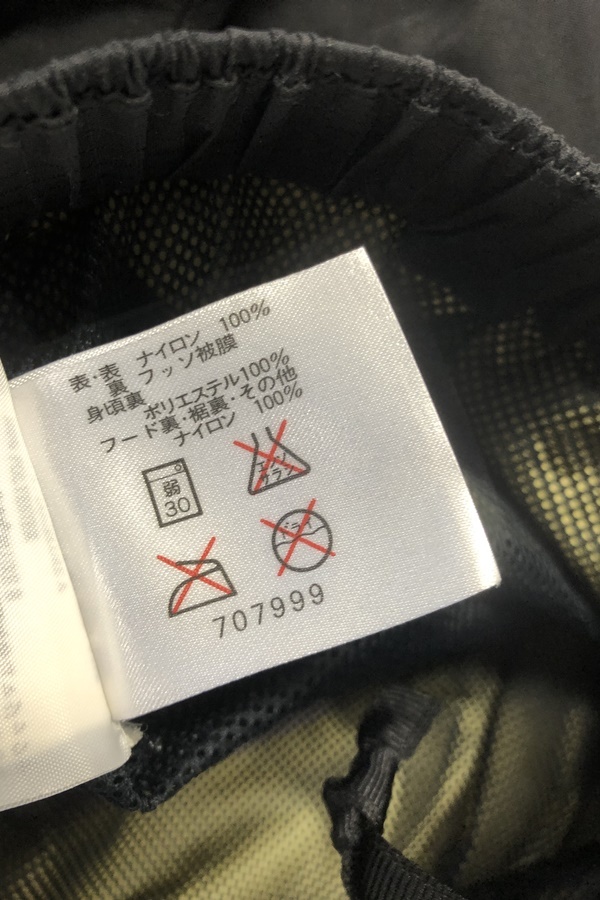 表・表 ナイロン 100%
裏 フッソ被膜
身頃裏 ポリエステル100%
フード裏・裾裏・その他
ナイロン 100%
弱
30
エンソ
サラシ
ドライ
707999